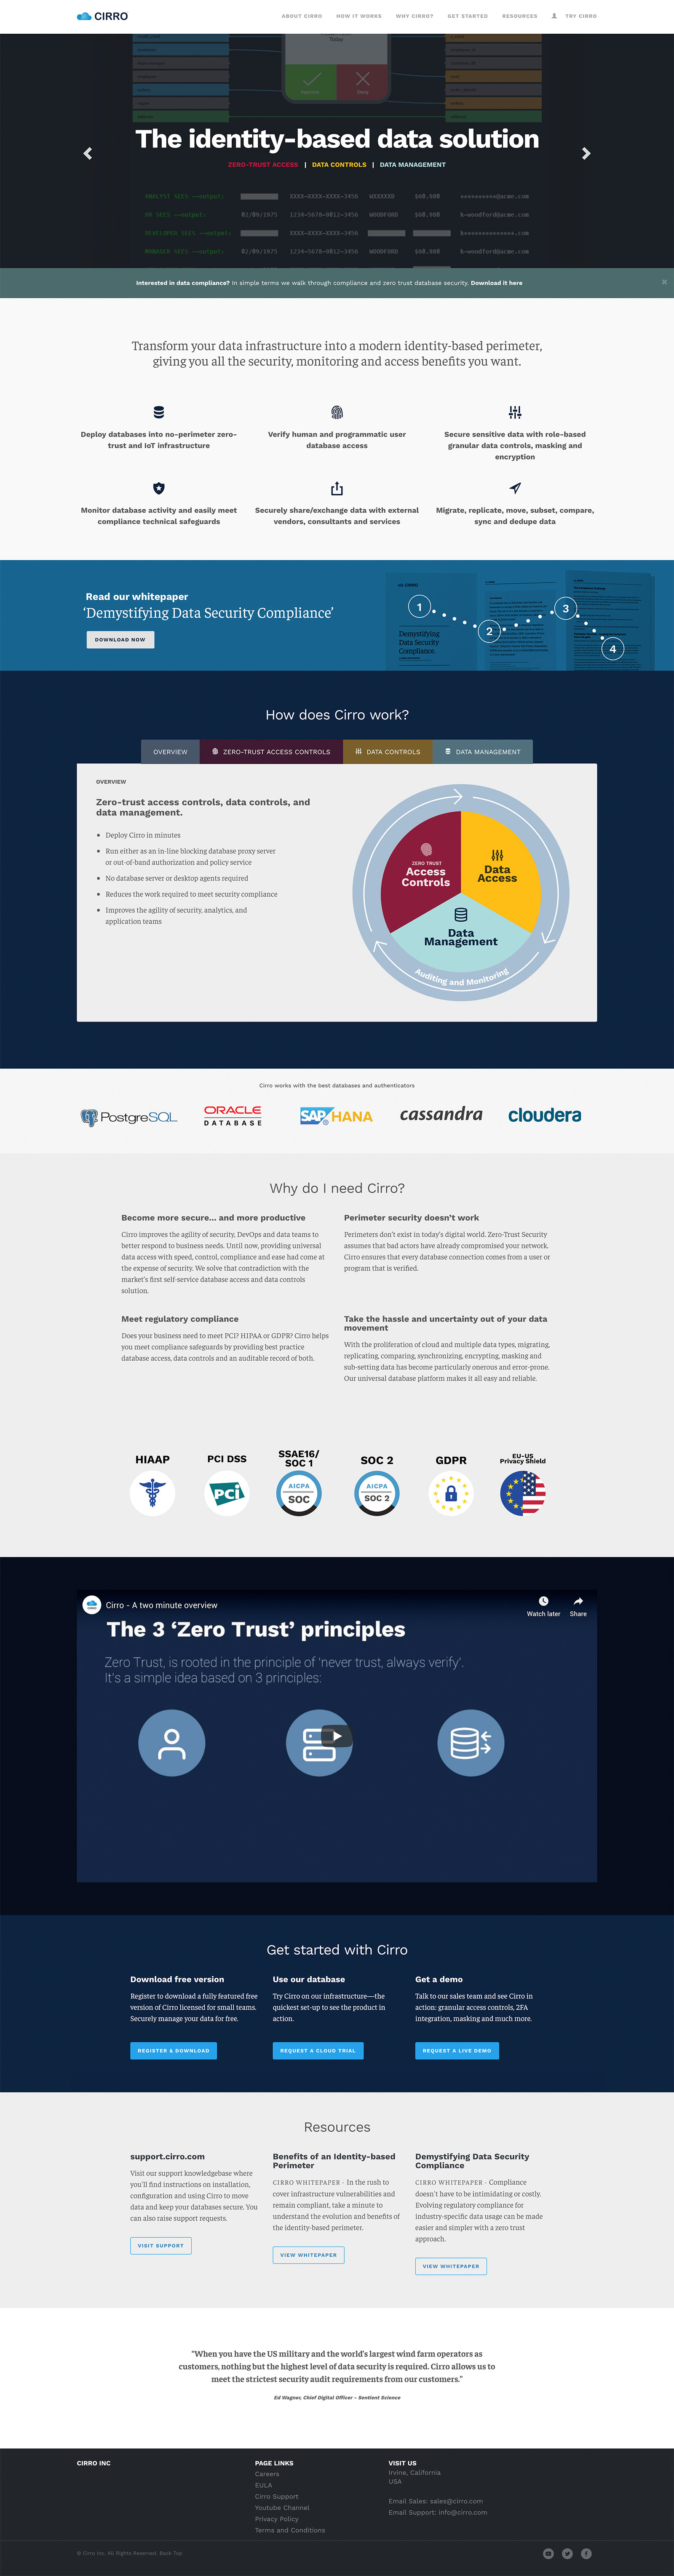 CIRRO
ABOUT CIRRO HOW IT WORKS WHY CIRRO? GET STARTED RESOURCES TRY CIRRO
Today
Approve Deny
The identity-based data solution
ZERO-TRUST ACCESS | DATA CONTROLS | DATA MANAGEMENT
ANALYST SEES --output: XXXX-XXXX-XXXX-3456 WXXXXXD $60,900 **********@acme.com
HR SEES --output: 02/09/1975 1234-5678-9012-3456 WOODFORD $60,900 k-woodford@acme.com
DEVELOPER SEES --output: XXXX-XXXX-XXXX-3456
MANAGER SEES --output: 02/09/1975 1234-5678-9012-3456 WOODFORD $60,900 k-woodford@acme.com
Interested in data compliance? In simple terms we walk through compliance and zero trust database security. Download it here ×
Transform your data infrastructure into a modern identity-based perimeter,
giving you all the security, monitoring and access benefits you want.
Deploy databases into no-perimeter zero-
trust and IoT infrastructure
Verify human and programmatic user
database access
Secure sensitive data with role-based
granular data controls, masking and
encryption
Monitor database activity and easily meet
compliance technical safeguards
Securely share/exchange data with external
vendors, consultants and services
Migrate, replicate, move, subset, compare,
sync and dedupe data
Read our whitepaper
‘Demystifying Data Security Compliance’
DOWNLOAD NOW
CIRRO
Demystifying
Data Security
Compliance.
1
2
3
4
How does Cirro work?
OVERVIEW ZERO-TRUST ACCESS CONTROLS DATA CONTROLS DATA MANAGEMENT
OVERVIEW
Zero-trust access controls, data controls, and
data management.
• Deploy Cirro in minutes
• Run either as an in-line blocking database proxy server
or out-of-band authorization and policy service
• No database server or desktop agents required
• Reduces the work required to meet security compliance
• Improves the agility of security, analytics, and
application teams
ZERO TRUST
Access
Controls
Data
Access
Data
Management
Auditing and Monitoring
Cirro works with the best databases and authenticators
PostgreSQL
ORACLE
DATABASE
SAP HANA
cassandra
cloudera
Why do I need Cirro?
Become more secure... and more productive
Cirro improves the agility of security, DevOps and data teams to
better respond to business needs. Until now, providing universal
data access with speed, control, compliance and ease had come at
the expense of security. We solve that contradiction with the
market’s first self-service database access and data controls
solution.
Perimeter security doesn’t work
Perimeters don’t exist in today’s digital world. Zero-Trust Security
assumes that bad actors have already compromised your network.
Cirro ensures that every database connection comes from a user or
program that is verified.
Meet regulatory compliance
Does your business need to meet PCI? HIPAA or GDPR? Cirro helps
you meet compliance safeguards by providing best practice
database access, data controls and an auditable record of both.
Take the hassle and uncertainty out of your data
movement
With the proliferation of cloud and multiple data types, migrating,
replicating, comparing, synchronizing, encrypting, masking and
sub-setting data has become particularly onerous and error-prone.
Our universal database platform makes it all easy and reliable.
HIAAP
PCI DSS
PCi
SSAE16/
SOC 1
AICPA
SOC
SOC 2
AICPA
SOC 2
GDPR
EU-US
Privacy Shield
CIRRO
Cirro - A two minute overview
Watch later Share
The 3 ‘Zero Trust’ principles
Zero Trust, is rooted in the principle of ‘never trust, always verify’.
It’s a simple idea based on 3 principles:
Get started with Cirro
Download free version
Register to download a fully featured free
version of Cirro licensed for small teams.
Securely manage your data for free.
REGISTER & DOWNLOAD
Use our database
Try Cirro on our infrastructure—the
quickest set-up to see the product in
action.
REQUEST A CLOUD TRIAL
Get a demo
Talk to our sales team and see Cirro in
action: granular access controls, 2FA
integration, masking and much more.
REQUEST A LIVE DEMO
Resources
support.cirro.com
Visit our support knowledgebase where
you’ll find instructions on installation,
configuration and using Cirro to move
data and keep your databases secure. You
can also raise support requests.
VISIT SUPPORT
Benefits of an Identity-based
Perimeter
CIRRO WHITEPAPER - In the rush to
cover infrastructure vulnerabilities and
remain compliant, take a minute to
understand the evolution and benefits of
the identity-based perimeter.
VIEW WHITEPAPER
Demystifying Data Security
Compliance
CIRRO WHITEPAPER - Compliance
doesn’t have to be intimidating or costly.
Evolving regulatory compliance for
industry-specific data usage can be made
easier and simpler with a zero trust
approach.
VIEW WHITEPAPER
"When you have the US military and the world’s largest wind farm operators as
customers, nothing but the highest level of data security is required. Cirro allows us to
meet the strictest security audit requirements from our customers."
Ed Wagner, Chief Digital Officer – Sentient Science
CIRRO INC
PAGE LINKS
Careers
EULA
Cirro Support
Youtube Channel
Privacy Policy
Terms and Conditions
VISIT US
Irvine, California
USA
Email Sales: sales@cirro.com
Email Support: info@cirro.com
© Cirro Inc, All Rights Reserved. Back Top